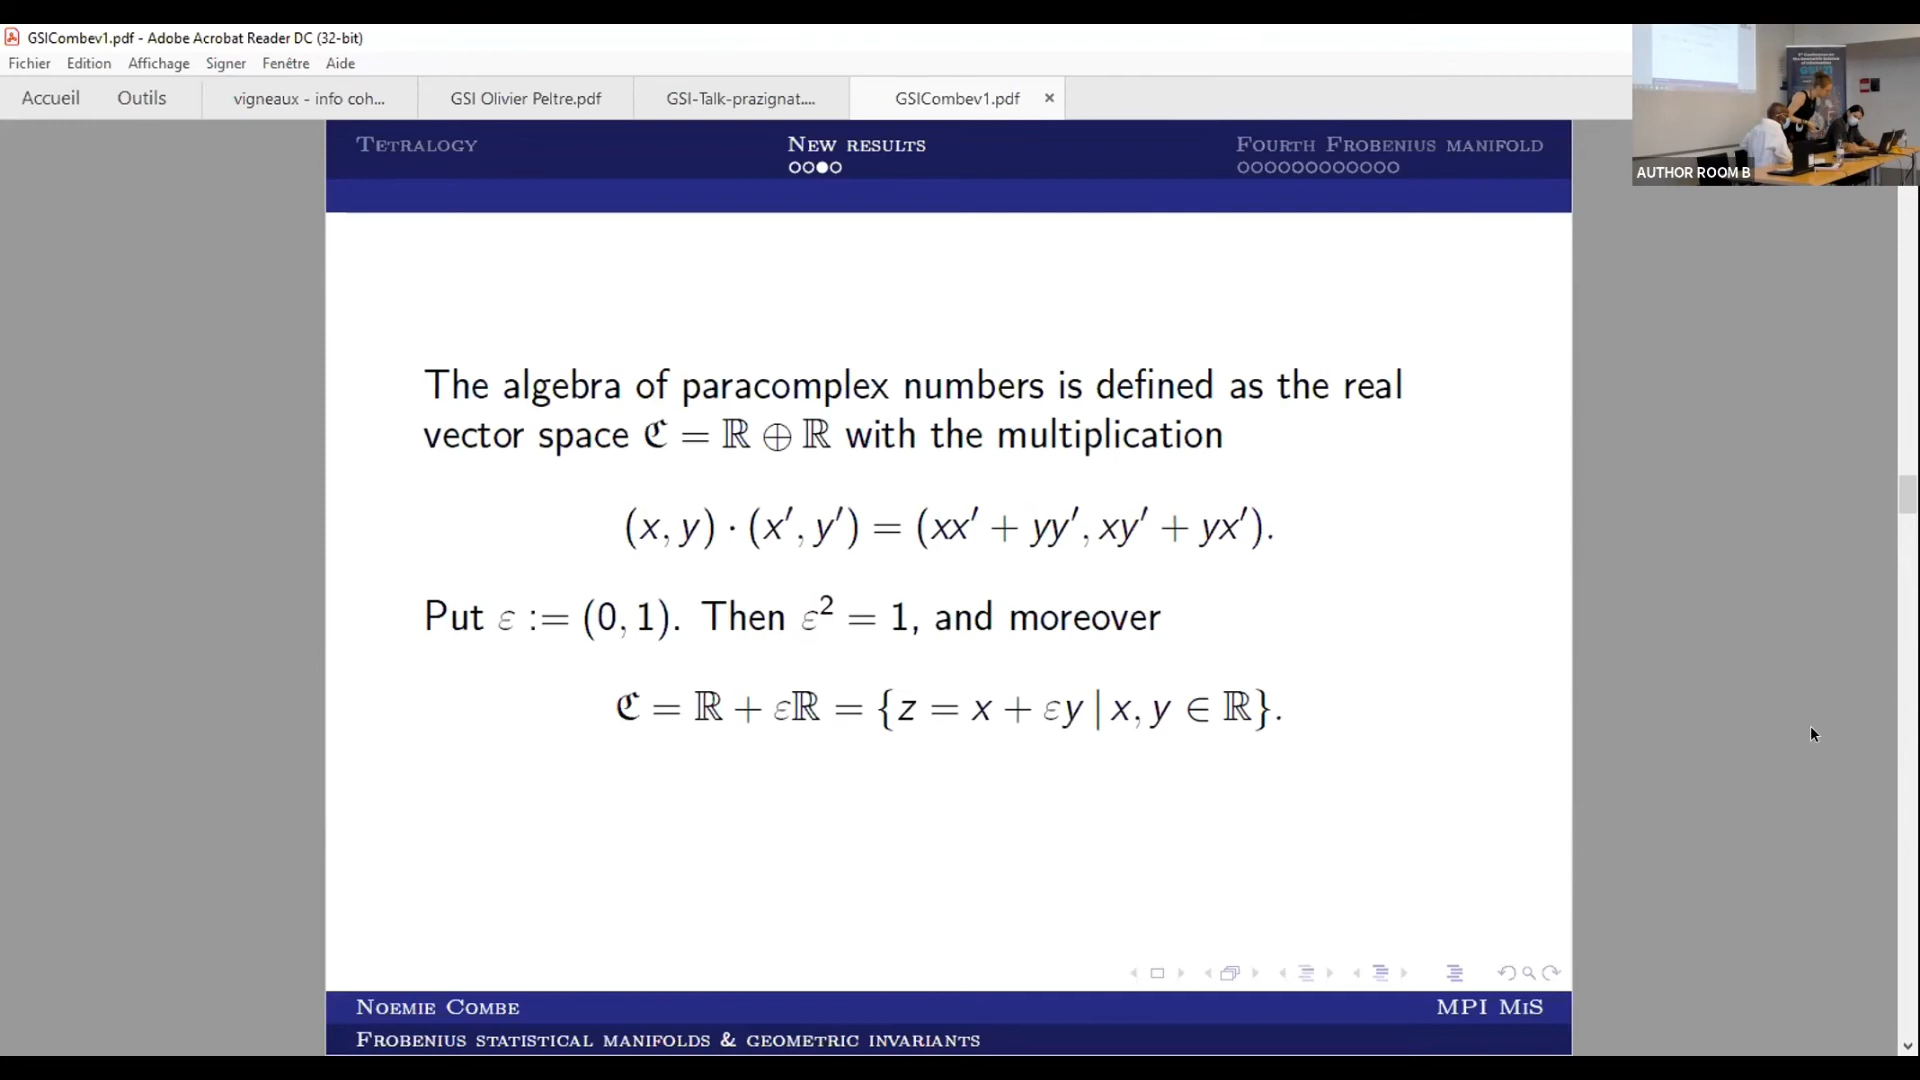 GSICombev1.pdf - Adobe Acrobat Reader DC (32-bit)
Fichier Edition Affichage Signer Fenêtre Aide
Accueil Outils vigneaux - info coh... GSI Olivier Peltre.pdf GSI-Talk-prazignat.... GSICombev1.pdf ×
AUTHOR ROOM B
Tetralogy New results Fourth Frobenius manifold
The algebra of paracomplex numbers is defined as the real
vector space ℭ = ℝ ⊕ ℝ with the multiplication
(x, y) · (x′, y′) = (xx′ + yy′, xy′ + yx′).
Put ε := (0, 1). Then ε² = 1, and moreover
ℭ = ℝ + εℝ = {z = x + εy | x, y ∈ ℝ}.
Noemie Combe MPI MiS
Frobenius statistical manifolds & geometric invariants